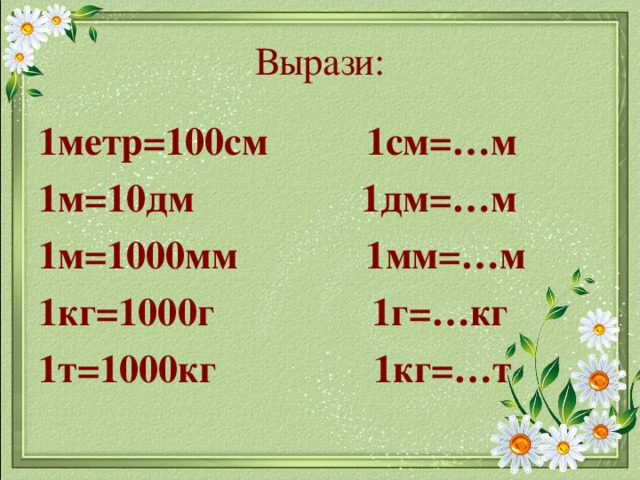 Вырази:
1метр=100см 1см=…м
1м=10дм 1дм=…м
1м=1000мм 1мм=…м
1кг=1000г 1г=…кг
1т=1000кг 1кг=…т